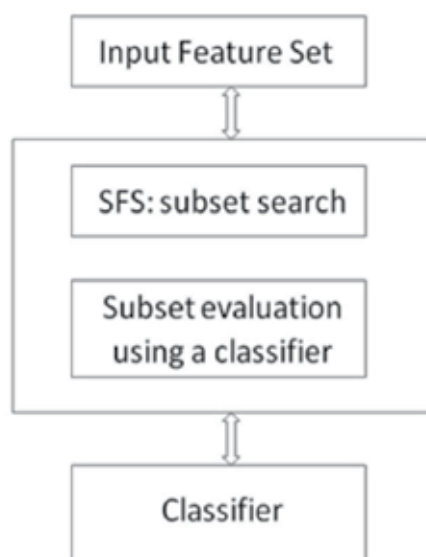 Input Feature Set
SFS: subset search
Subset evaluation
using a classifier
Classifier